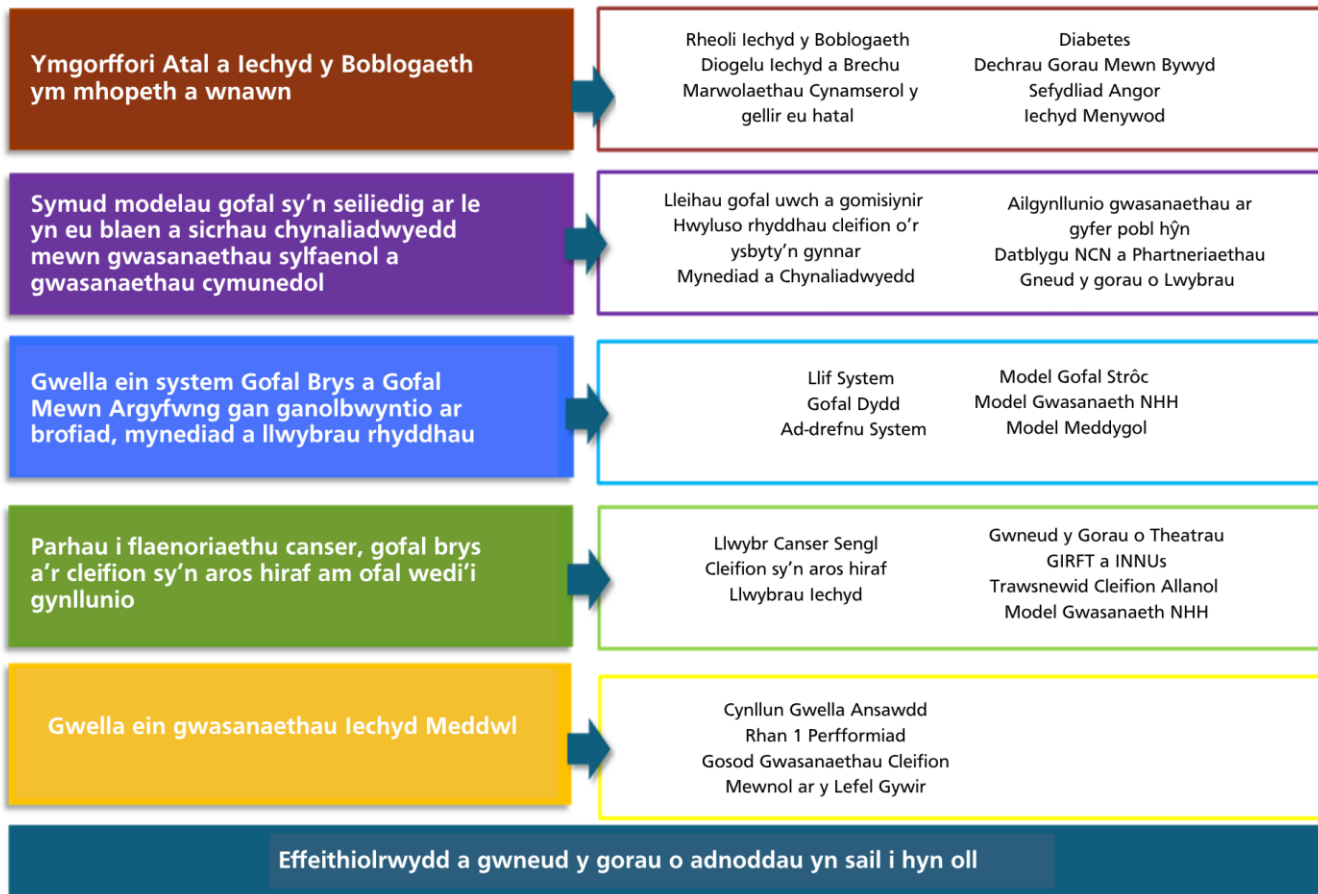 Ymgorffori Atal a Iechyd y Boblogaeth
ym mhopeth a wnawn
Rheoli Iechyd y Boblogaeth
Diogelu Iechyd a Brechu
Marwolaethau Cynamserol y
gellir eu hatal
Diabetes
Dechrau Gorau Mewn Bywyd
Sefydliad Angor
Iechyd Menywod
Symud modelau gofal sy'n seiliedig ar le
yn eu blaen a sicrhau chynaliadwyedd
mewn gwasanaethau sylfaenol a
gwasanaethau cymunedol
Lleihau gofal uwch a gomisiynir
Hwyluso rhyddhau cleifion o'r
ysbyty'n gynnar
Mynediad a Chynaliadwyedd
Ailgynllunio gwasanaethau ar
gyfer pobl hŷn
Datblygu NCN a Phartneriaethau
Gneud y gorau o Lwybrau
Gwella ein system Gofal Brys a Gofal
Mewn Argyfwng gan ganolbwyntio ar
brofiad, mynediad a llwybrau rhyddhau
Llif System
Gofal Dydd
Ad-drefnu System
Model Gofal Strôc
Model Gwasanaeth NHH
Model Meddygol
Parhau i flaenoriaethu canser, gofal brys
a'r cleifion sy'n aros hiraf am ofal wedi'i
gynllunio
Llwybr Canser Sengl
Cleifion sy'n aros hiraf
Llwybrau Iechyd
Gwneud y Gorau o Theatrau
GIRFT a INNUs
Trawsnewid Cleifion Allanol
Model Gwasanaeth NHH
Gwella ein gwasanaethau Iechyd Meddwl
Cynllun Gwella Ansawdd
Rhan 1 Perfformiad
Gosod Gwasanaethau Cleifion
Mewnol ar y Lefel Gywir
Effeithiolrwydd a gwneud y gorau o adnoddau yn sail i hyn oll